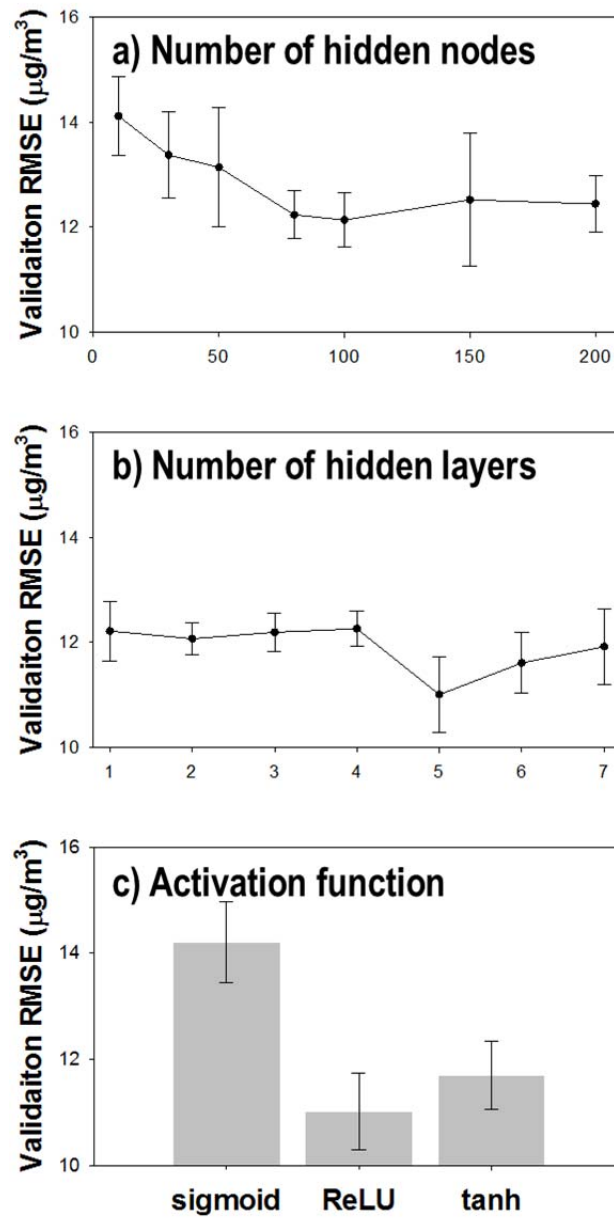 16
a) Number of hidden nodes
14
12
10
Validaiton RMSE (μg/m³)
0 50 100 150 200
16
b) Number of hidden layers
14
12
10
Validaiton RMSE (μg/m³)
1 2 3 4 5 6 7
16
c) Activation function
14
12
10
Validaiton RMSE (μg/m³)
sigmoid ReLU tanh